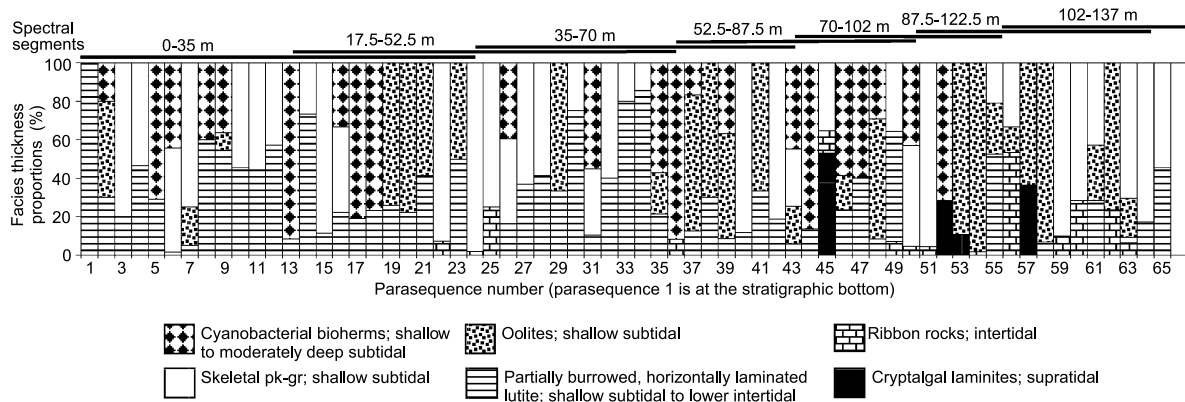 Spectral segments
0-35 m 17.5-52.5 m 35-70 m 52.5-87.5 m 70-102 m 87.5-122.5 m 102-137 m
Facies thickness proportions (%)
100
80
60
40
20
0
1 3 5 7 9 11 13 15 17 19 21 23 25 27 29 31 33 35 37 39 41 43 45 47 49 51 53 55 57 59 61 63 65
Parasequence number (parasequence 1 is at the stratigraphic bottom)
Cyanobacterial bioherms; shallow
to moderately deep subtidal
Oolites; shallow subtidal
Ribbon rocks; intertidal
Skeletal pk-gr; shallow subtidal
Partially burrowed, horizontally laminated
lutite; shallow subtidal to lower intertidal
Cryptalgal laminites; supratidal